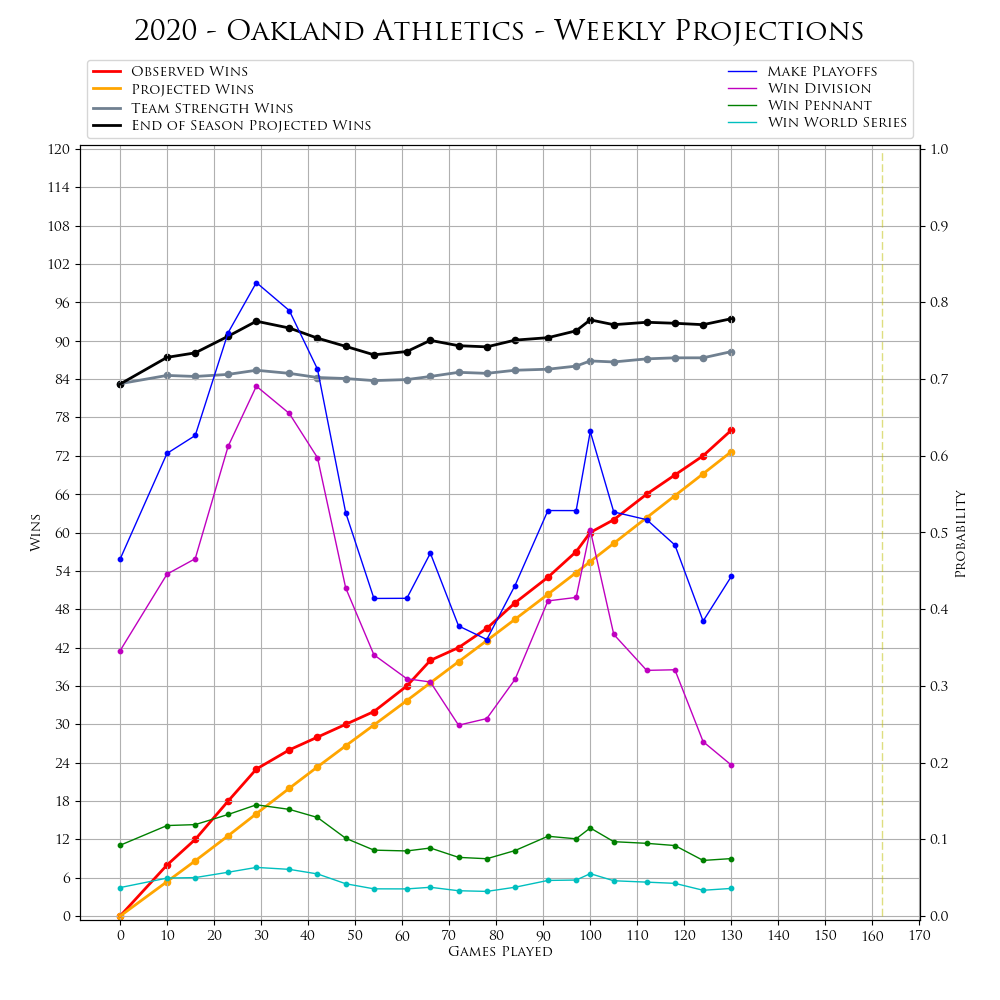 2020 - Oakland Athletics - Weekly Projections
Observed Wins
Projected Wins
Team Strength Wins
End of Season Projected Wins
Make Playoffs
Win Division
Win Pennant
Win World Series
120
114
108
102
96
90
84
78
72
66
60
54
48
42
36
30
24
18
12
6
0
Wins
1.0
0.9
0.8
0.7
0.6
0.5
0.4
0.3
0.2
0.1
0.0
Probability
0 10 20 30 40 50 60 70 80 90 100 110 120 130 140 150 160 170
Games Played